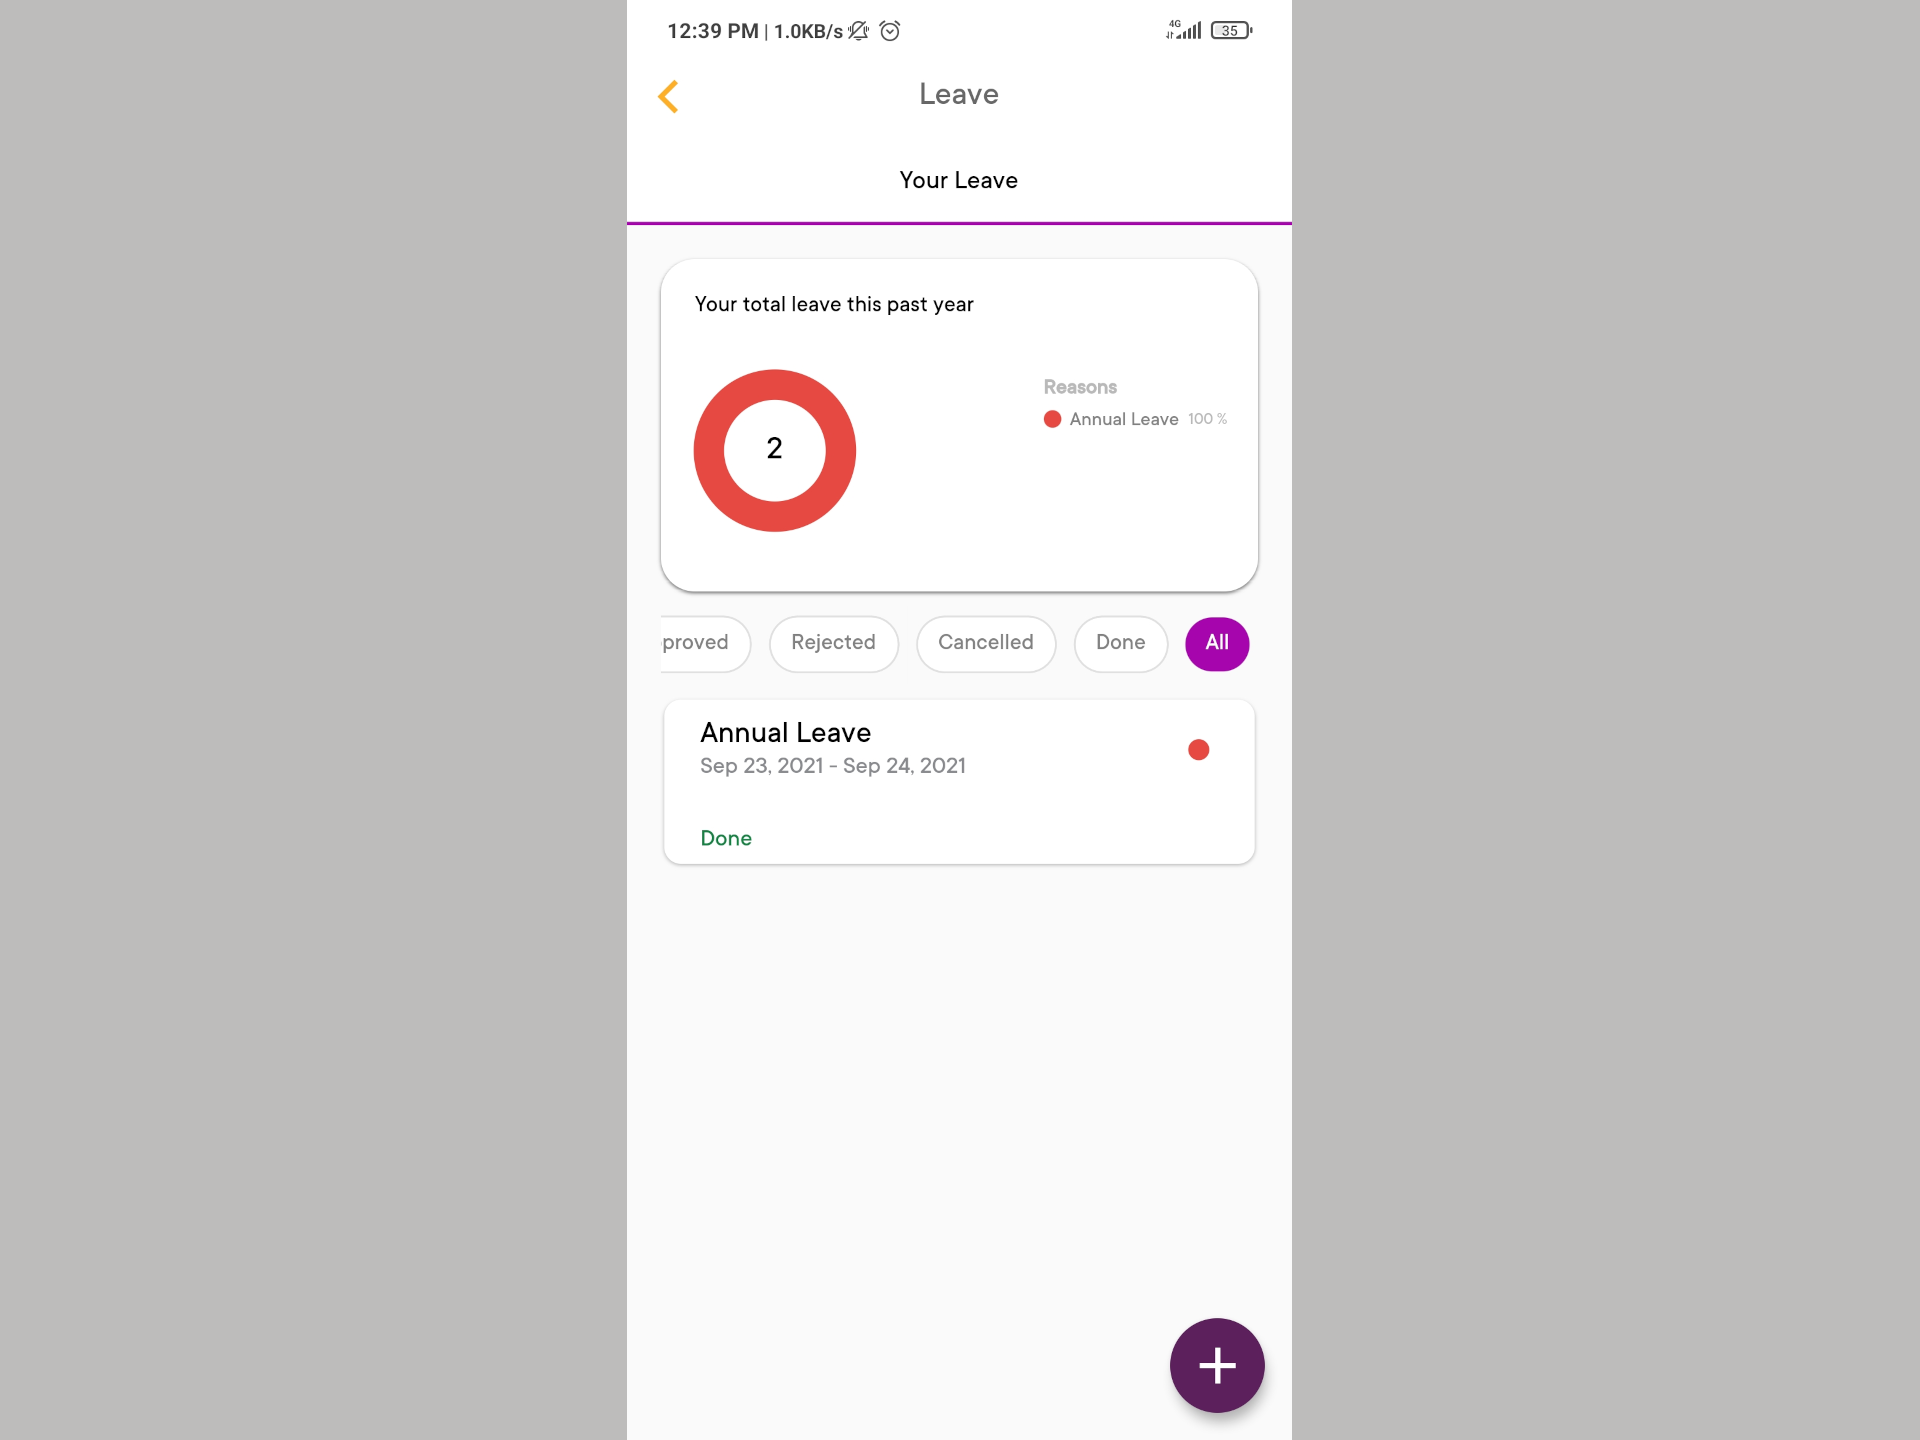 12:39 PM | 1.0KB/s 4G 35
Leave
Your Leave
Your total leave this past year
2
Reasons
Annual Leave 100 %
proved Rejected Cancelled Done All
Annual Leave
Sep 23, 2021 - Sep 24, 2021
Done